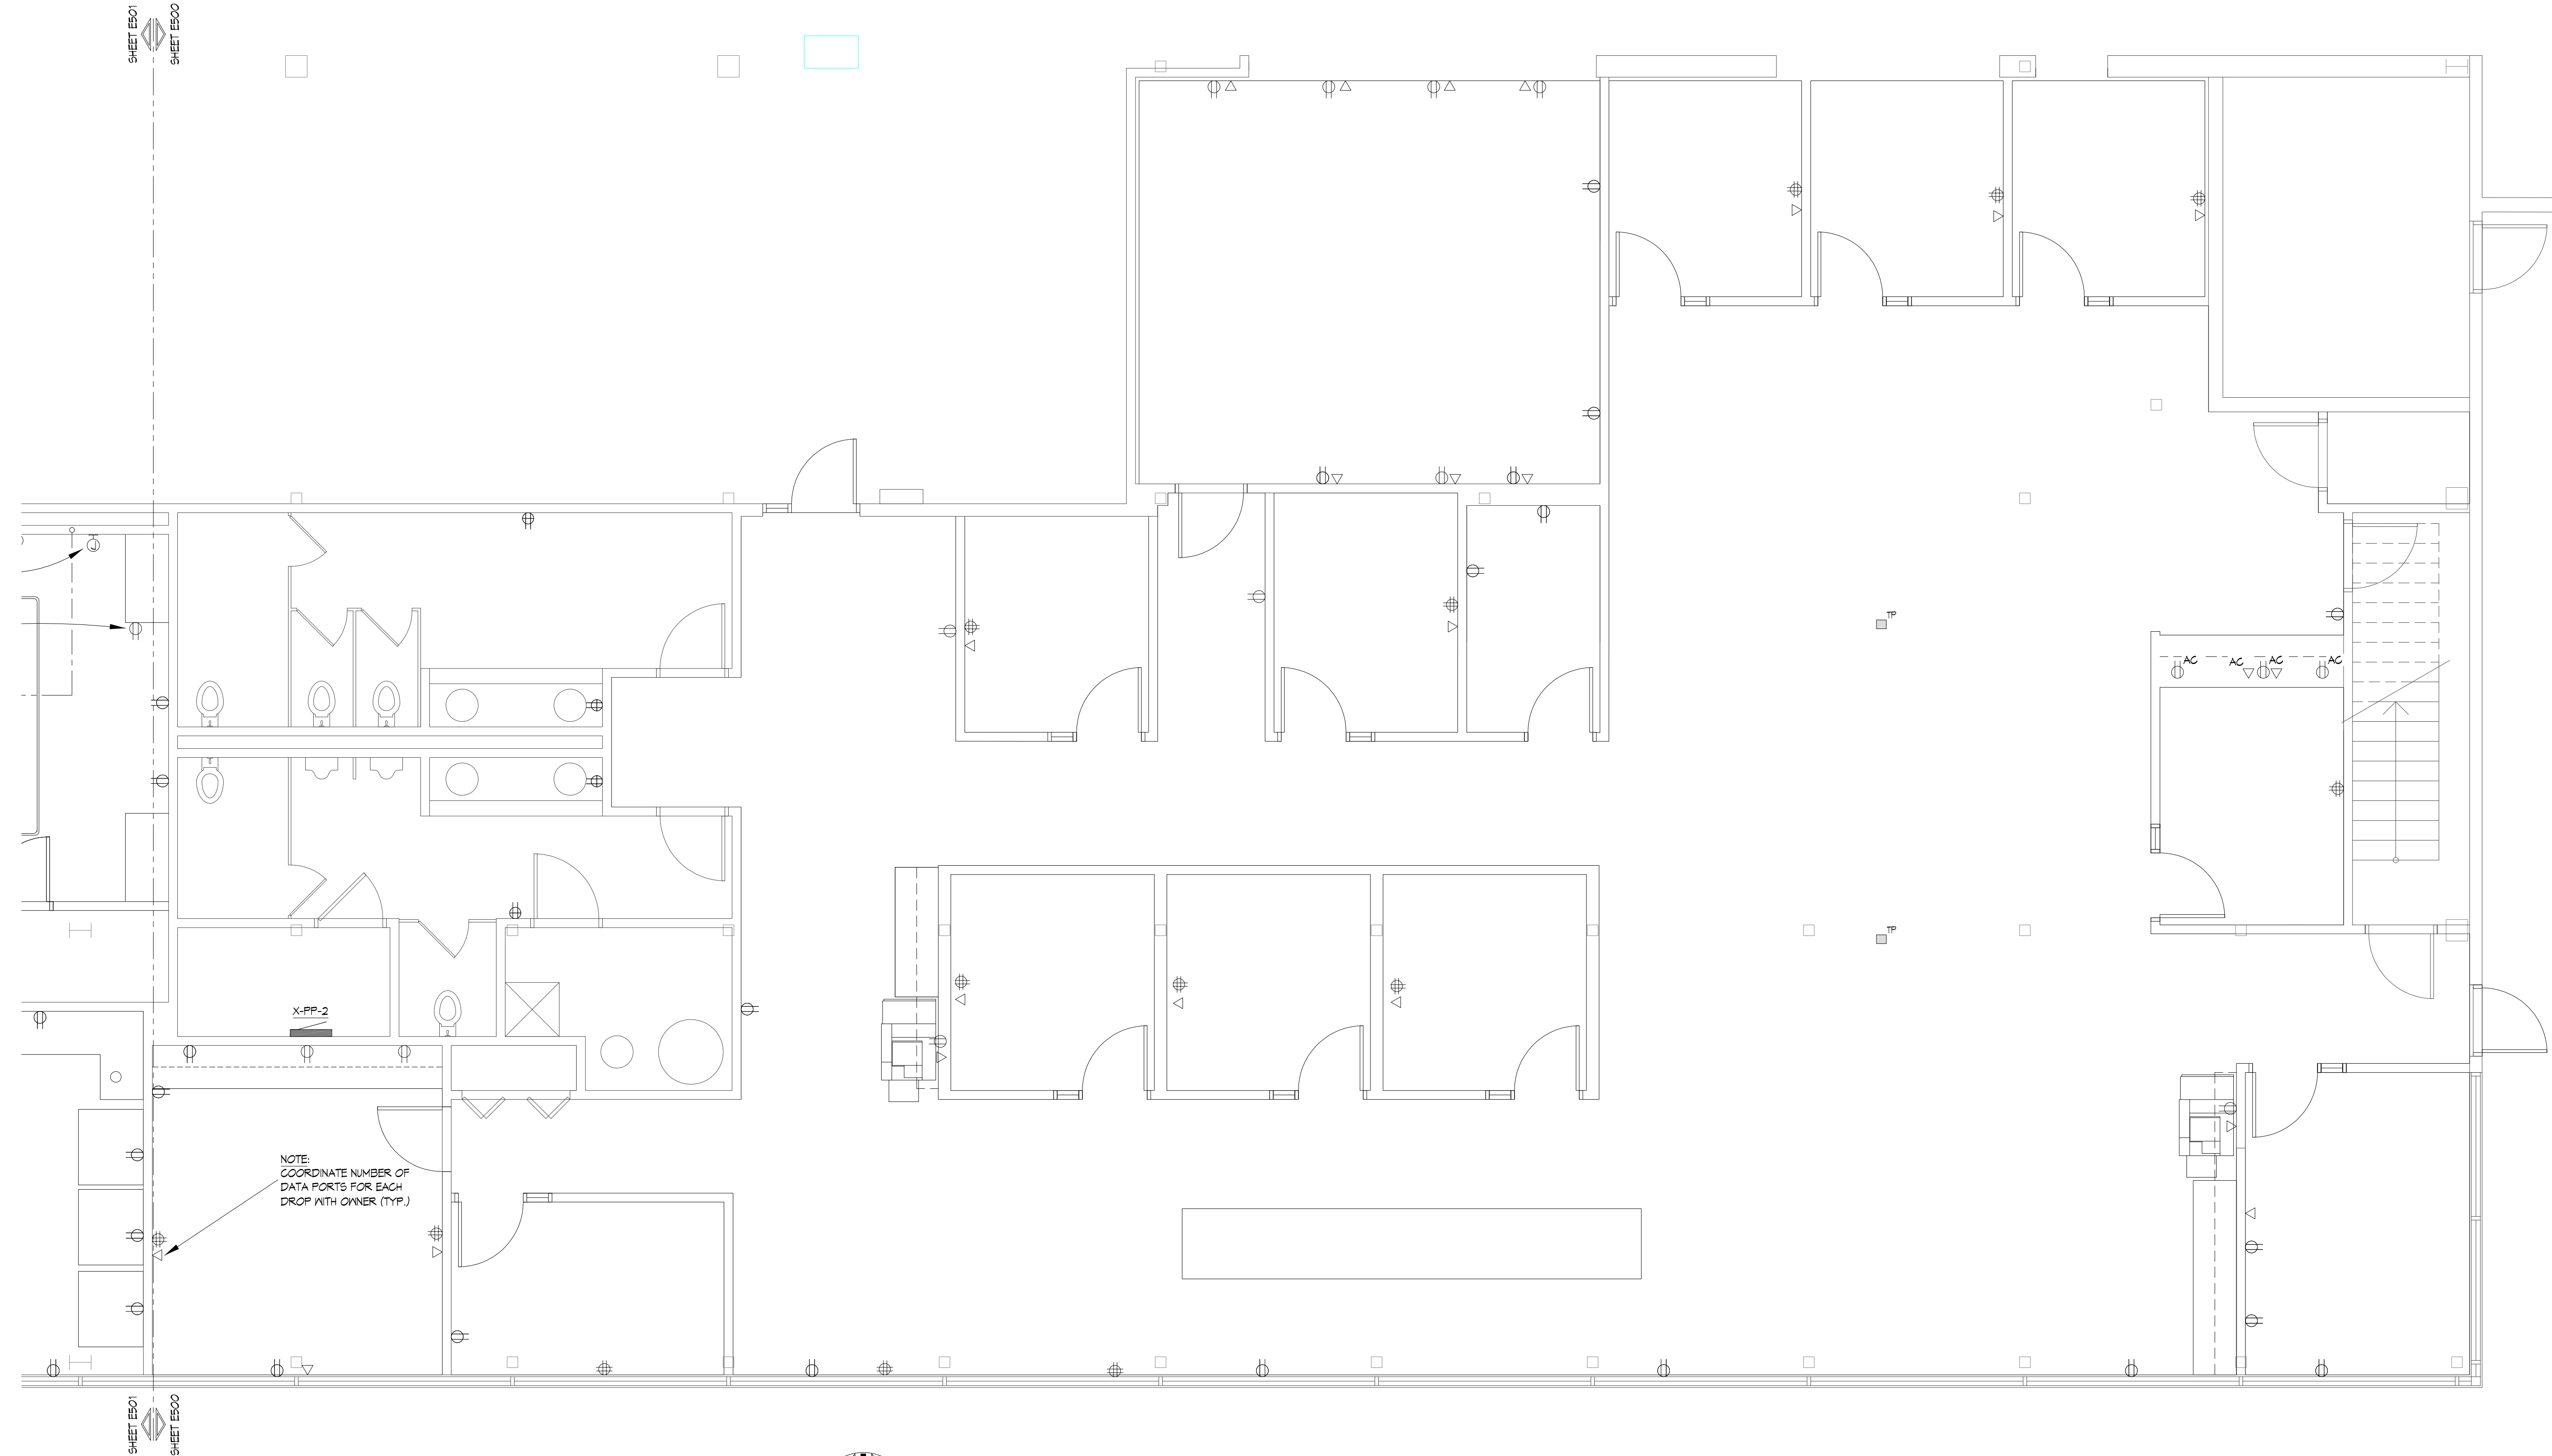 SHEET E501
SHEET E500
TP
AC
AC
AC
AC
TP
X-PP-2
NOTE:
COORDINATE NUMBER OF
DATA PORTS FOR EACH
DROP WITH OWNER (TYP.)
SHEET E501
SHEET E500
J